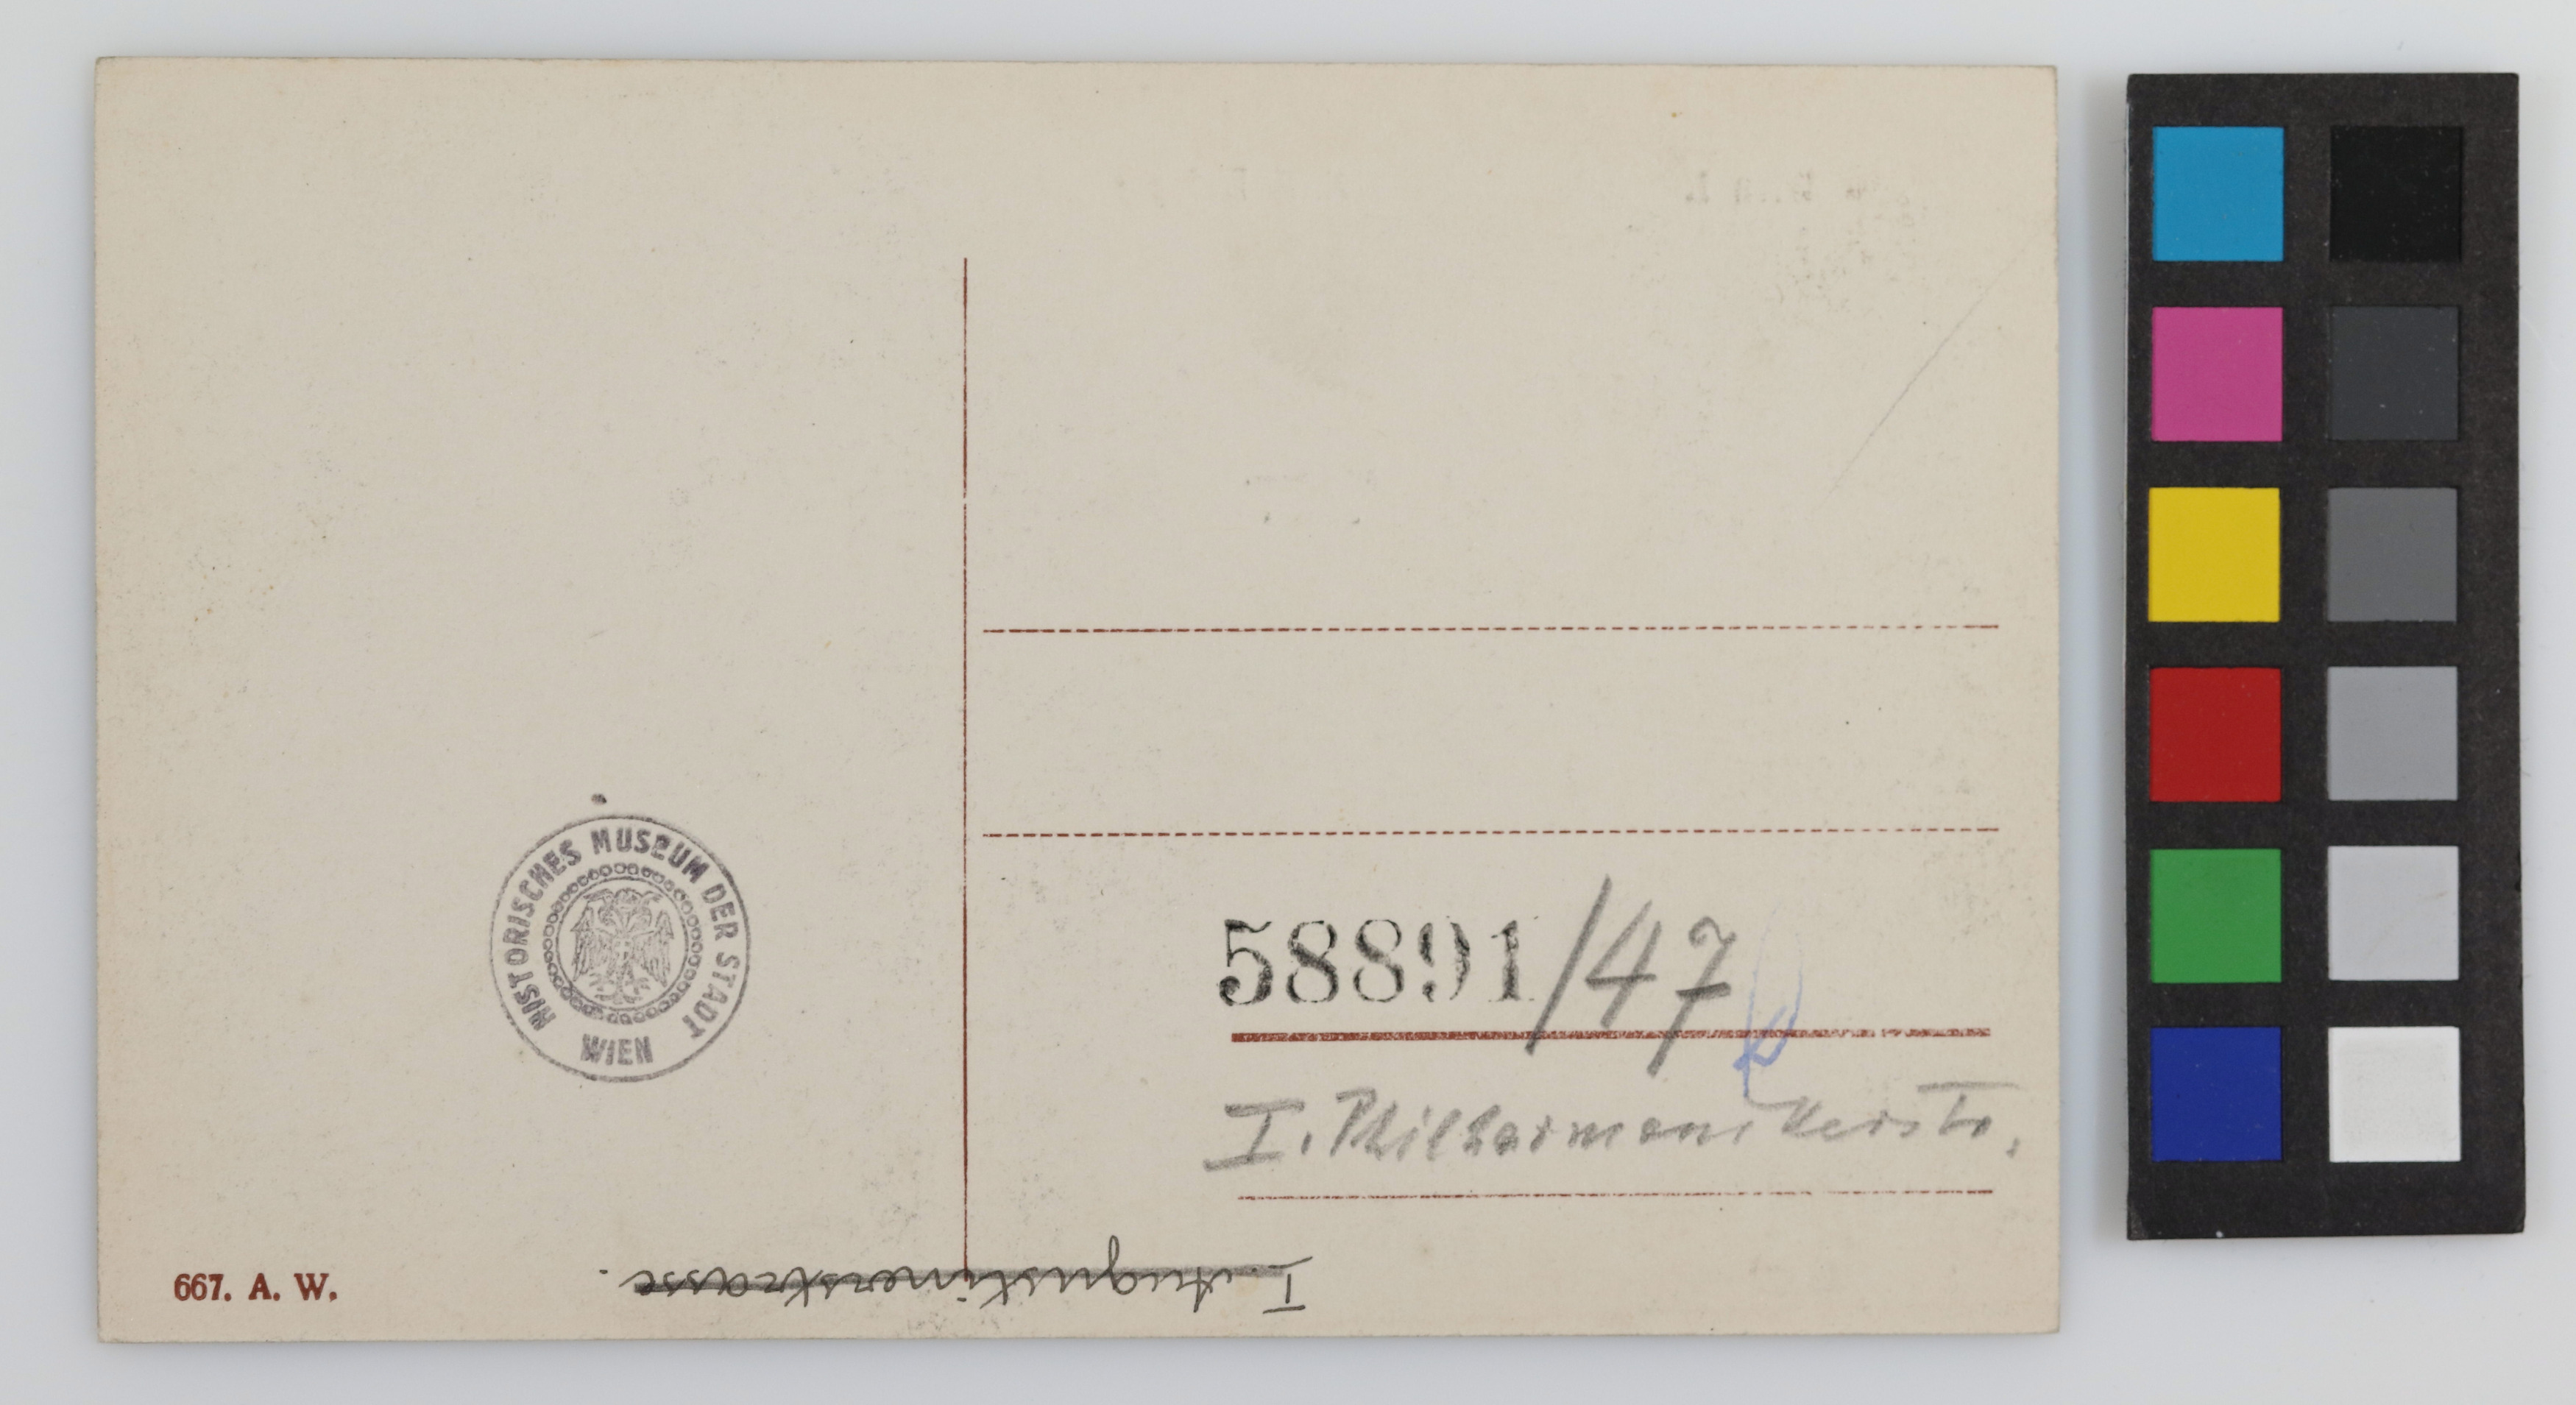 HISTORISCHES MUSEUM DER STADT
WIEN
58891/47
I. Philharmonikerstr.
I. Augustinerstrasse.
667. A. W.